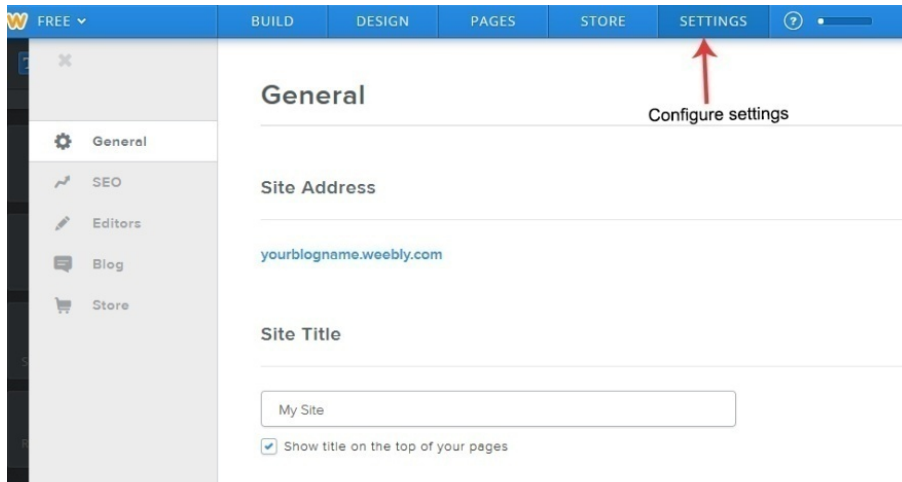 FREE BUILD DESIGN PAGES STORE SETTINGS ?
Configure settings
General
General
SEO
Editors
Blog
Store
Site Address
yourblogname.weebly.com
Site Title
My Site
Show title on the top of your pages